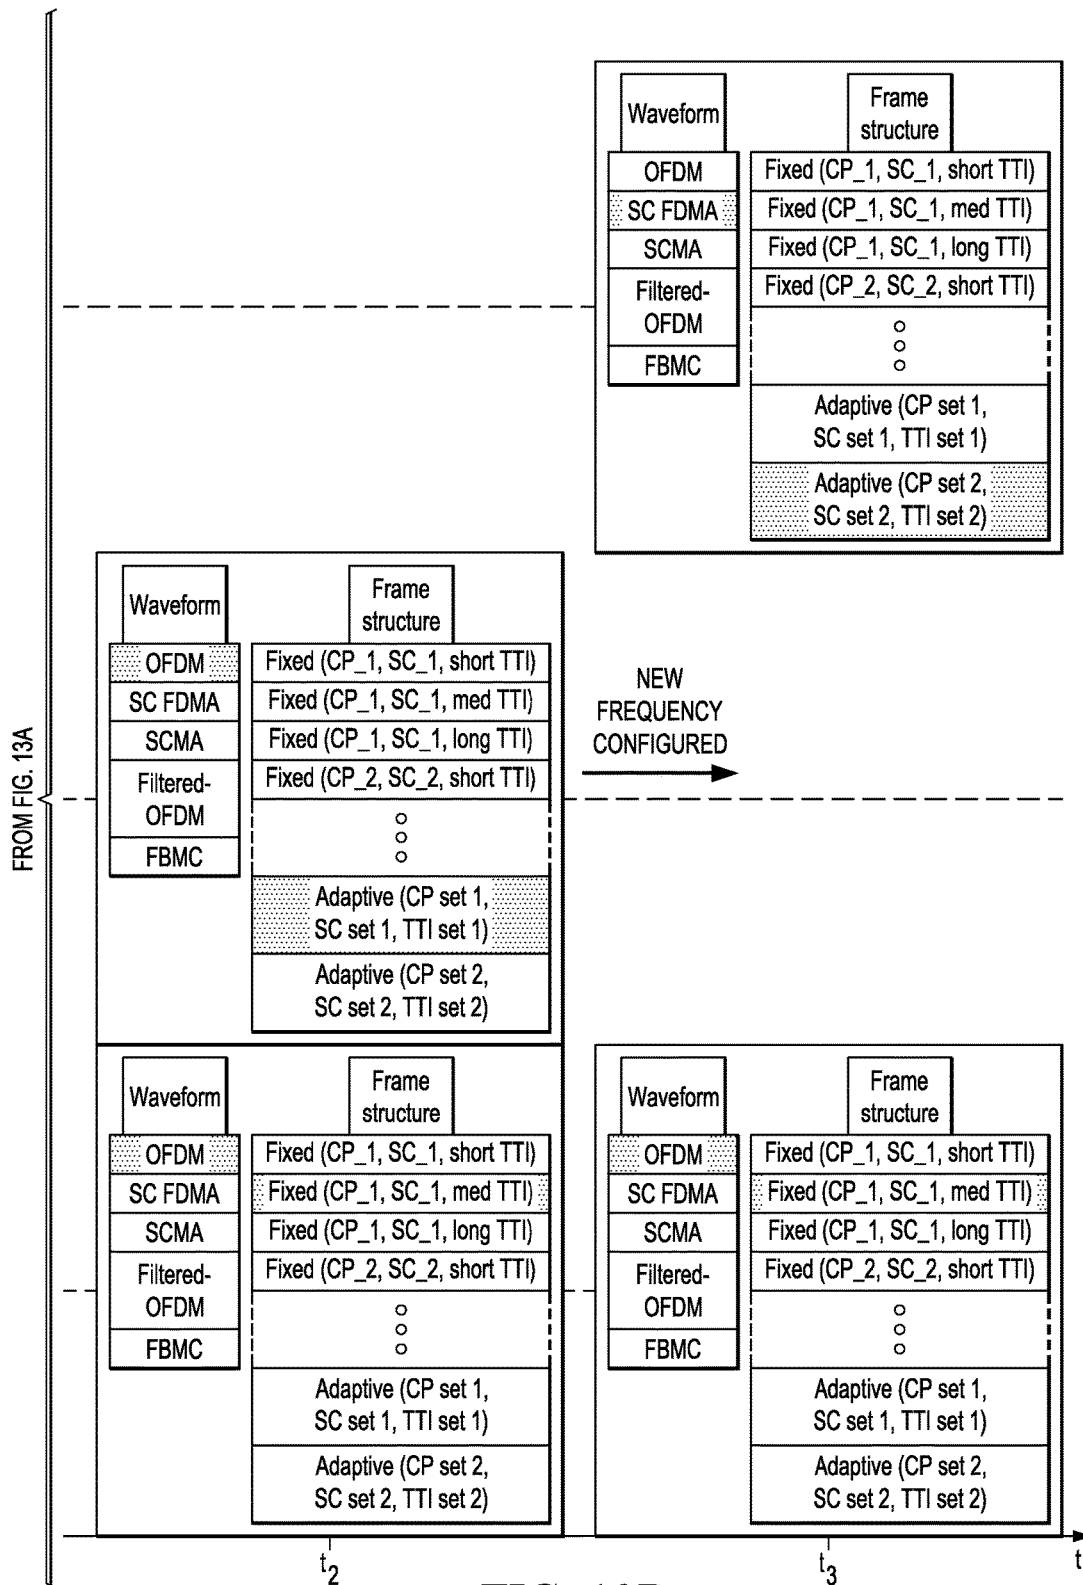 FROM FIG. 13A
Waveform
Frame
structure
OFDM
SC FDMA
SCMA
Filtered-
OFDM
FBMC
Fixed (CP_1, SC_1, short TTI)
Fixed (CP_1, SC_1, med TTI)
Fixed (CP_1, SC_1, long TTI)
Fixed (CP_2, SC_2, short TTI)
Adaptive (CP set 1,
SC set 1, TTI set 1)
Adaptive (CP set 2,
SC set 2, TTI set 2)
Waveform
Frame
structure
OFDM
SC FDMA
SCMA
Filtered-
OFDM
FBMC
Fixed (CP_1, SC_1, short TTI)
Fixed (CP_1, SC_1, med TTI)
Fixed (CP_1, SC_1, long TTI)
Fixed (CP_2, SC_2, short TTI)
Adaptive (CP set 1,
SC set 1, TTI set 1)
Adaptive (CP set 2,
SC set 2, TTI set 2)
NEW
FREQUENCY
CONFIGURED
Waveform
Frame
structure
OFDM
SC FDMA
SCMA
Filtered-
OFDM
FBMC
Fixed (CP_1, SC_1, short TTI)
Fixed (CP_1, SC_1, med TTI)
Fixed (CP_1, SC_1, long TTI)
Fixed (CP_2, SC_2, short TTI)
Adaptive (CP set 1,
SC set 1, TTI set 1)
Adaptive (CP set 2,
SC set 2, TTI set 2)
Waveform
Frame
structure
OFDM
SC FDMA
SCMA
Filtered-
OFDM
FBMC
Fixed (CP_1, SC_1, short TTI)
Fixed (CP_1, SC_1, med TTI)
Fixed (CP_1, SC_1, long TTI)
Fixed (CP_2, SC_2, short TTI)
Adaptive (CP set 1,
SC set 1, TTI set 1)
Adaptive (CP set 2,
SC set 2, TTI set 2)
t2
t3
t